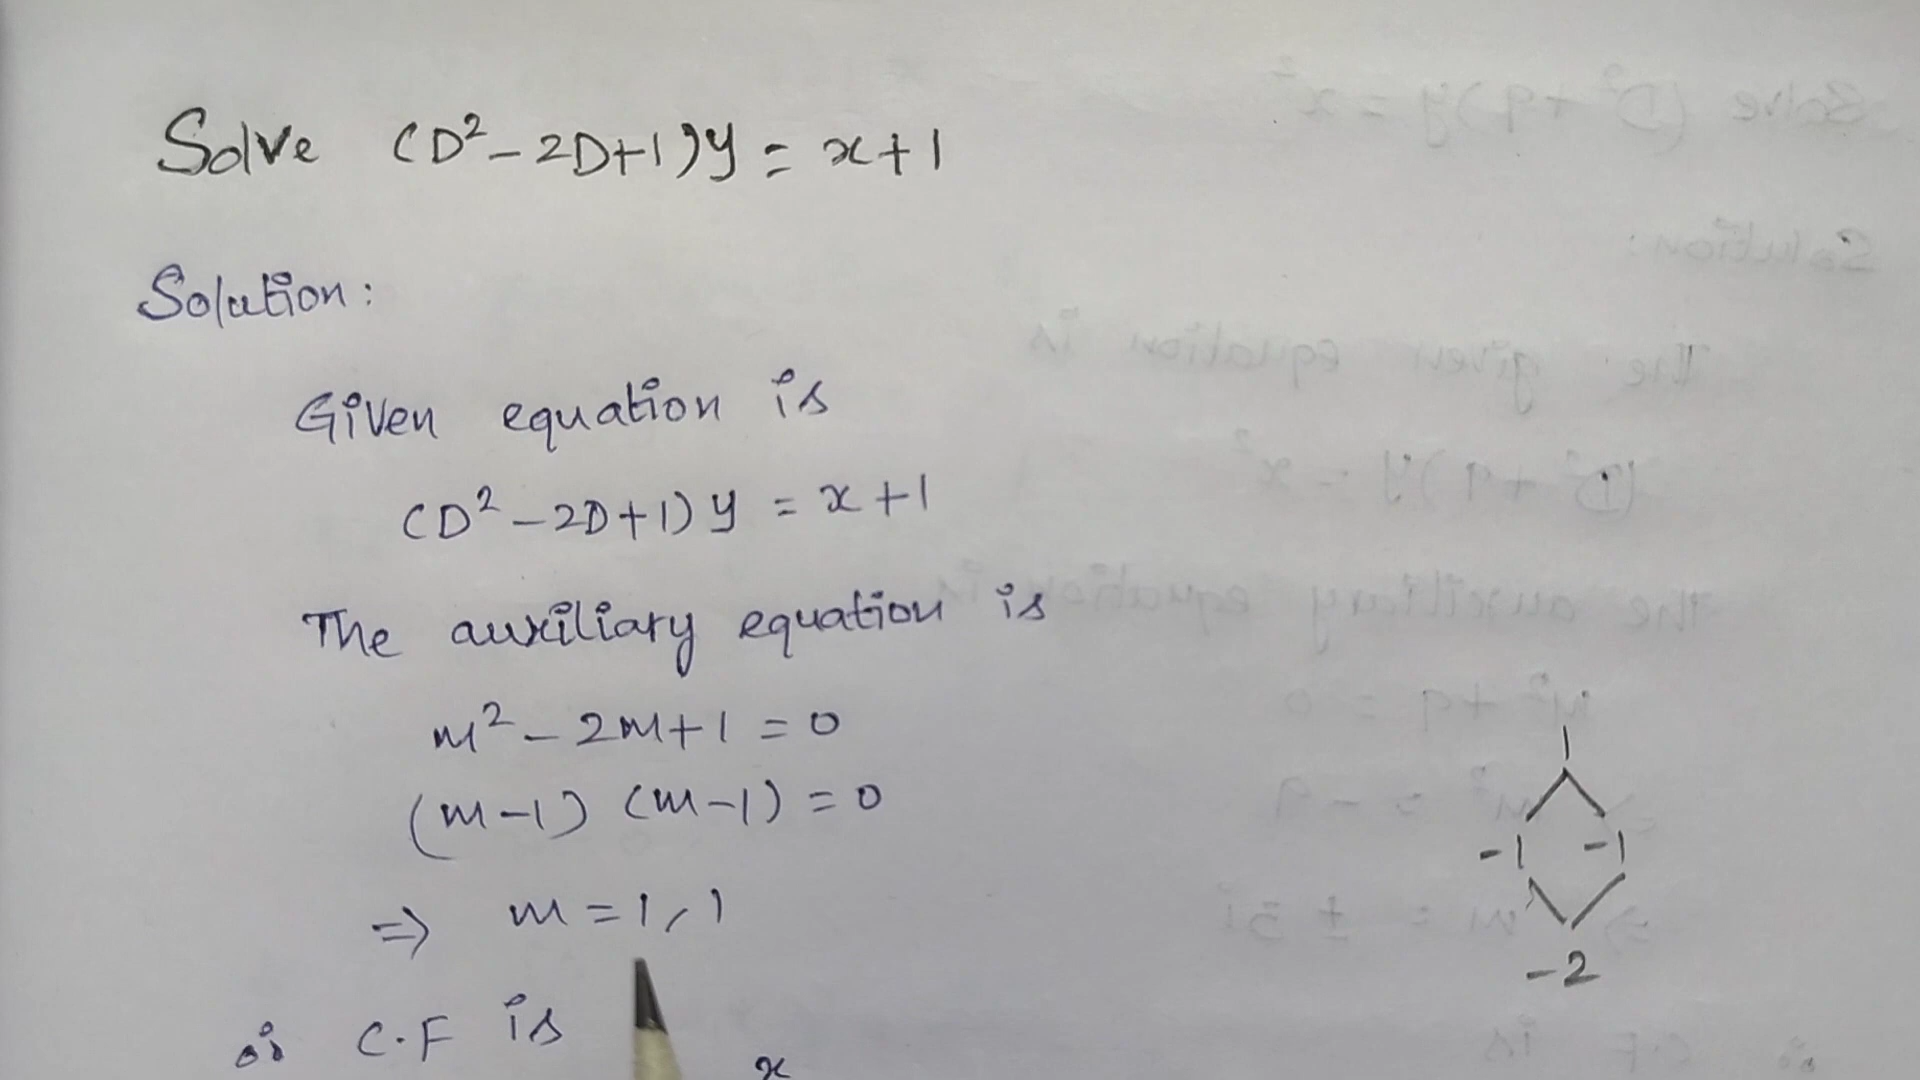 Solve (D²-2D+1)y = x+1
Solution:
Given equation is
(D²-2D+1)y = x+1
The auxiliary equation is
m²-2m+1=0
(m-1)(m-1)=0
⇒ m=1,1
∴ C.F is
x
1
-1 -1
-2